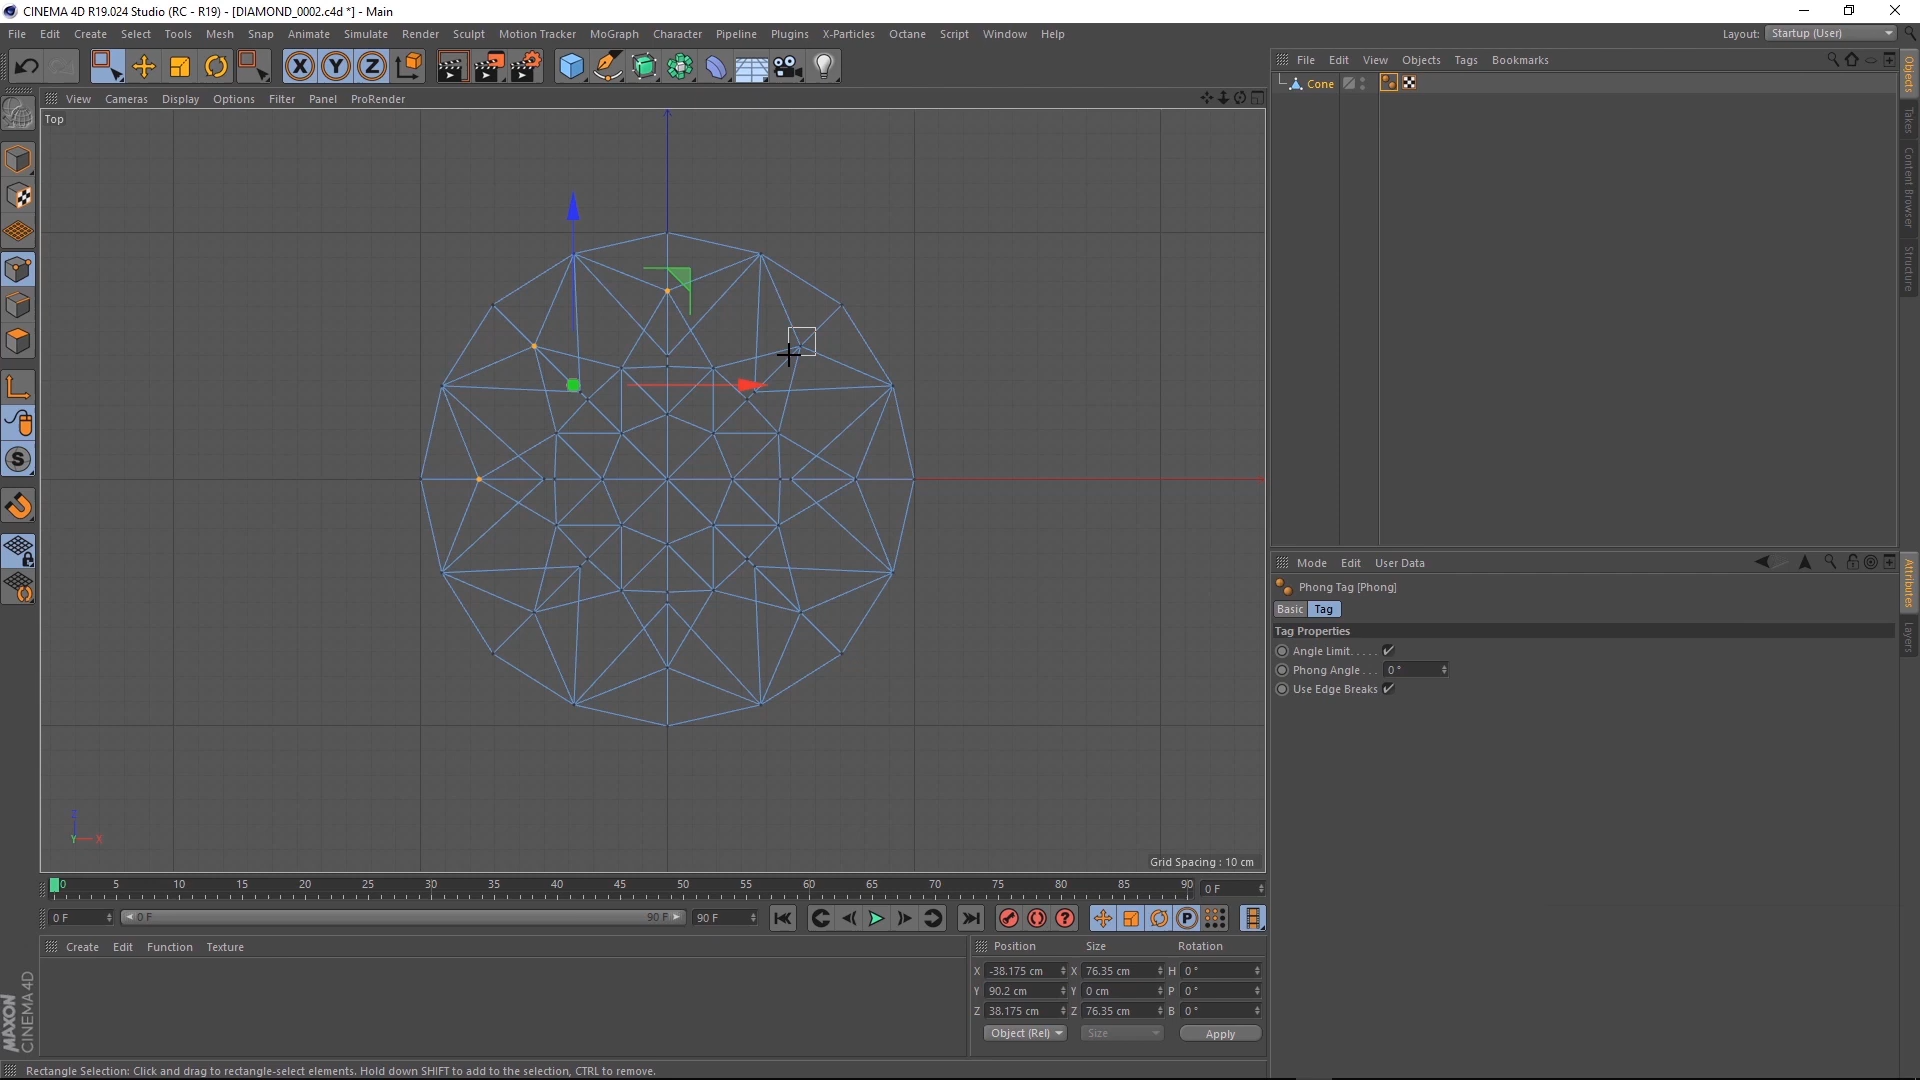 CINEMA 4D R19.024 Studio (RC - R19) - [DIAMOND_0002.c4d *] - Main
File Edit Create Select Tools Mesh Snap Animate Simulate Render Sculpt Motion Tracker MoGraph Character Pipeline Plugins X-Particles Octane Script Window Help
Layout: Startup (User)
X Y Z
File Edit View Objects Tags Bookmarks
Cone
View Cameras Display Options Filter Panel ProRender
Top
Objects
Takes
Content Browser
Structure
Mode Edit User Data
Phong Tag [Phong]
Basic Tag
Tag Properties
Angle Limit.....
Phong Angle... 0 °
Use Edge Breaks
Attributes
Layers
S
Z
Y X
Grid Spacing : 10 cm
0 5 10 15 20 25 30 35 40 45 50 55 60 65 70 75 80 85 90 0 F
0 F 0 F 90 F 90 F
? P
Create Edit Function Texture
Position Size Rotation
X -38.175 cm X 76.35 cm H 0 °
Y 90.2 cm Y 0 cm P 0 °
Z 38.175 cm Z 76.35 cm B 0 °
Object (Rel) Size Apply
MAXON
CINEMA 4D
Rectangle Selection: Click and drag to rectangle-select elements. Hold down SHIFT to add to the selection, CTRL to remove.